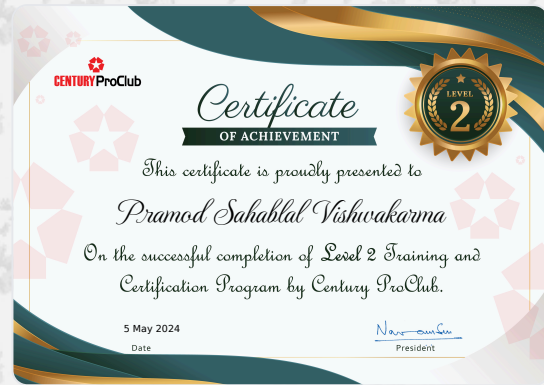 CENTURY ProClub
Certificate
OF ACHIEVEMENT
LEVEL
2
This certificate is proudly presented to
Pramod Sahablal Vishwakarma
On the successful completion of Level 2 Training and
Certification Program by Century ProClub.
5 May 2024
Date
President